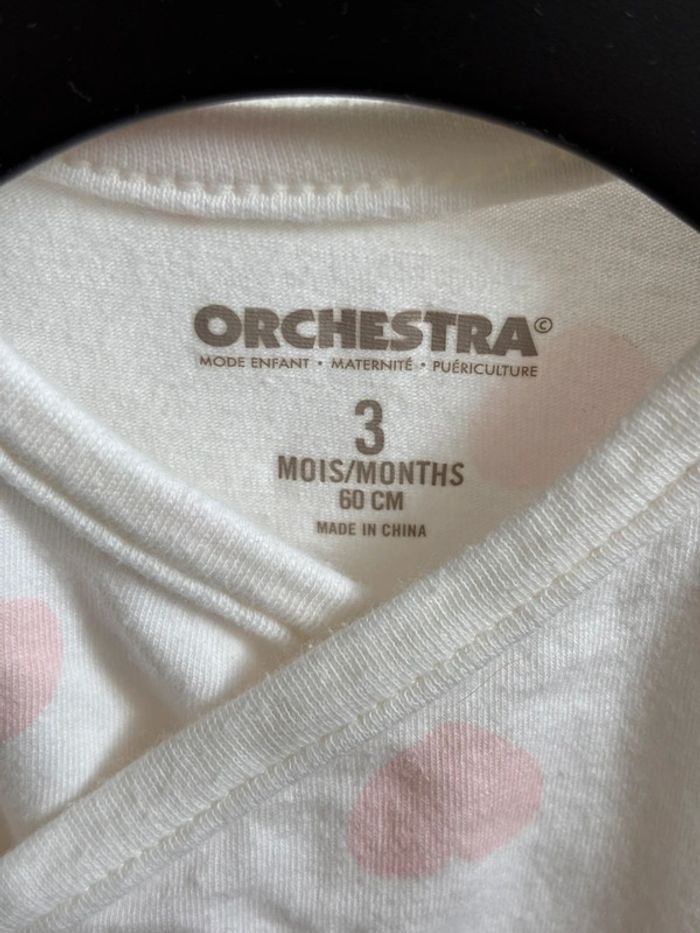 ORCHESTRA©
MODE ENFANT • MATERNITÉ • PUÉRICULTURE
3
MOIS/MONTHS
60 CM
MADE IN CHINA